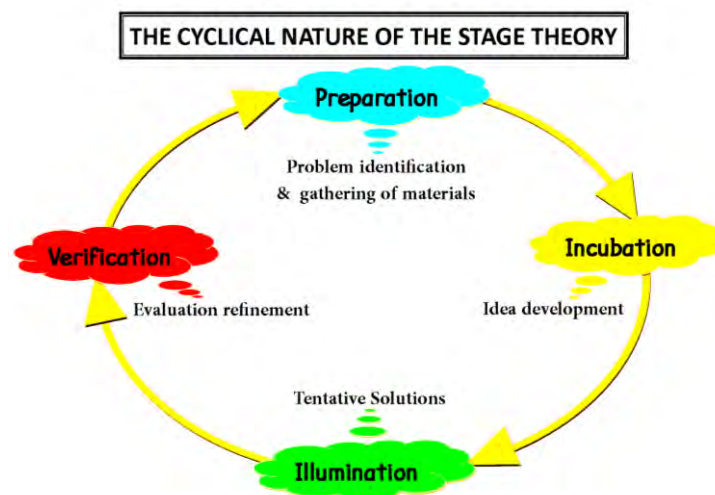 THE CYCLICAL NATURE OF THE STAGE THEORY
Preparation
Problem identification
& gathering of materials
Incubation
Idea development
Verification
Evaluation refinement
Tentative Solutions
Illumination